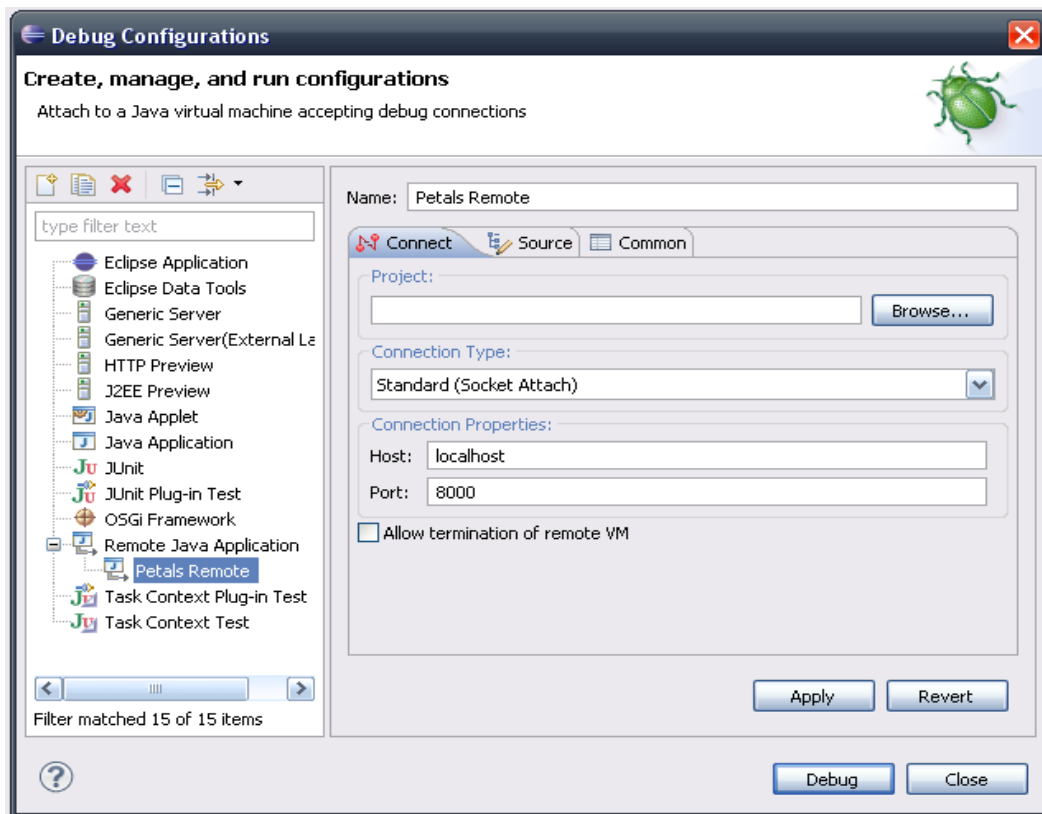 Debug Configurations
Create, manage, and run configurations
Attach to a Java virtual machine accepting debug connections
type filter text
Eclipse Application
Eclipse Data Tools
Generic Server
Generic Server(External La
HTTP Preview
J2EE Preview
Java Applet
Java Application
JUnit
JUnit Plug-in Test
OSGi Framework
Remote Java Application
Petals Remote
Task Context Plug-in Test
Task Context Test
Filter matched 15 of 15 items
Name: Petals Remote
Connect Source Common
Project:
Browse...
Connection Type:
Standard (Socket Attach)
Connection Properties:
Host: localhost
Port: 8000
Allow termination of remote VM
Apply Revert
Debug Close